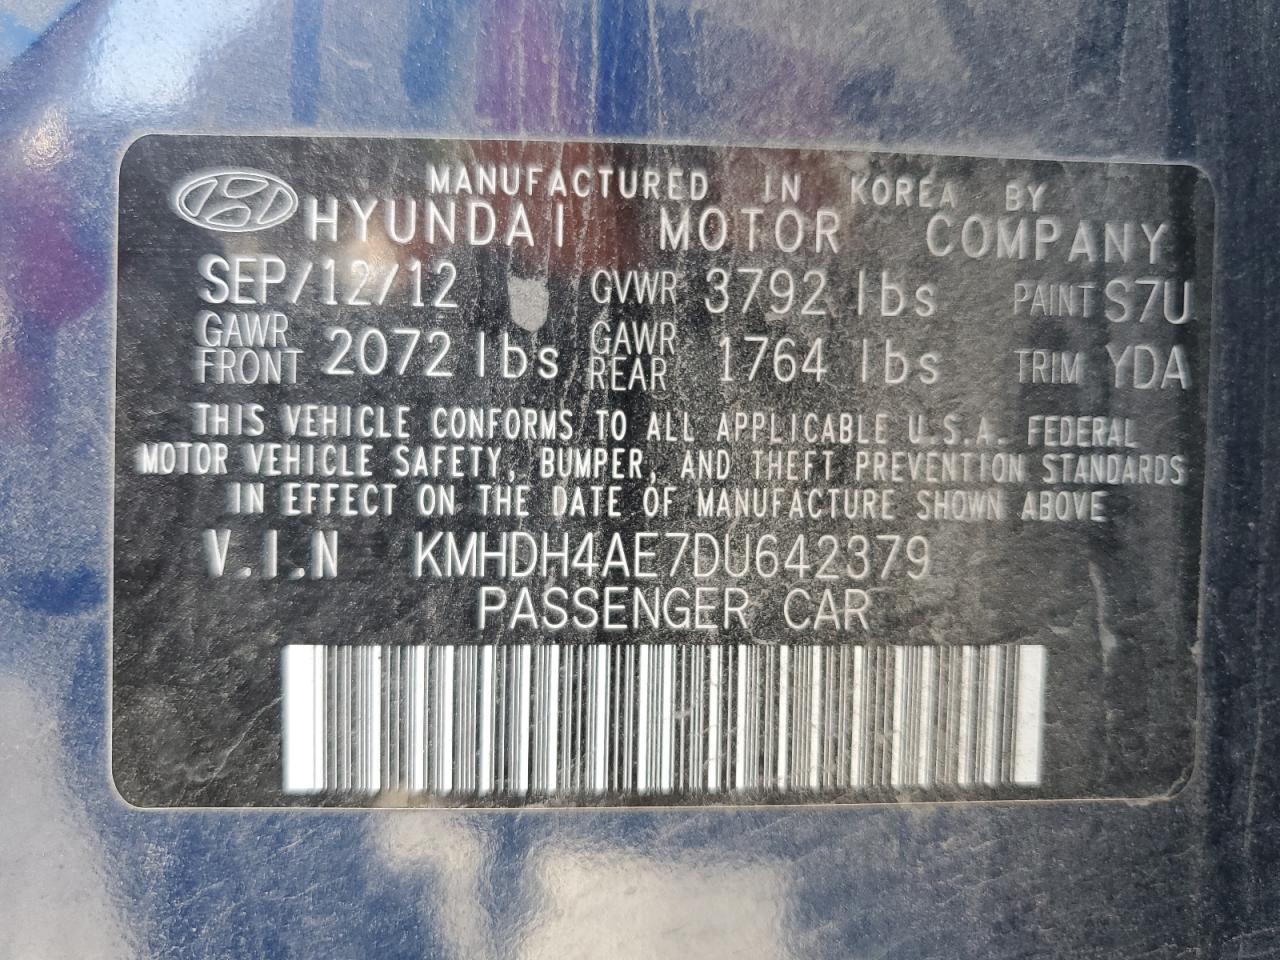 MANUFACTURED IN KOREA BY
HYUNDAI MOTOR COMPANY
SEP/12/12 GVWR 3792 lbs PAINT S7U
GAWR FRONT 2072 lbs GAWR REAR 1764 lbs TRIM YDA
THIS VEHICLE CONFORMS TO ALL APPLICABLE U.S.A. FEDERAL
MOTOR VEHICLE SAFETY, BUMPER, AND THEFT PREVENTION STANDARDS
IN EFFECT ON THE DATE OF MANUFACTURE SHOWN ABOVE
V.I.N KMHDH4AE7DU642379
PASSENGER CAR